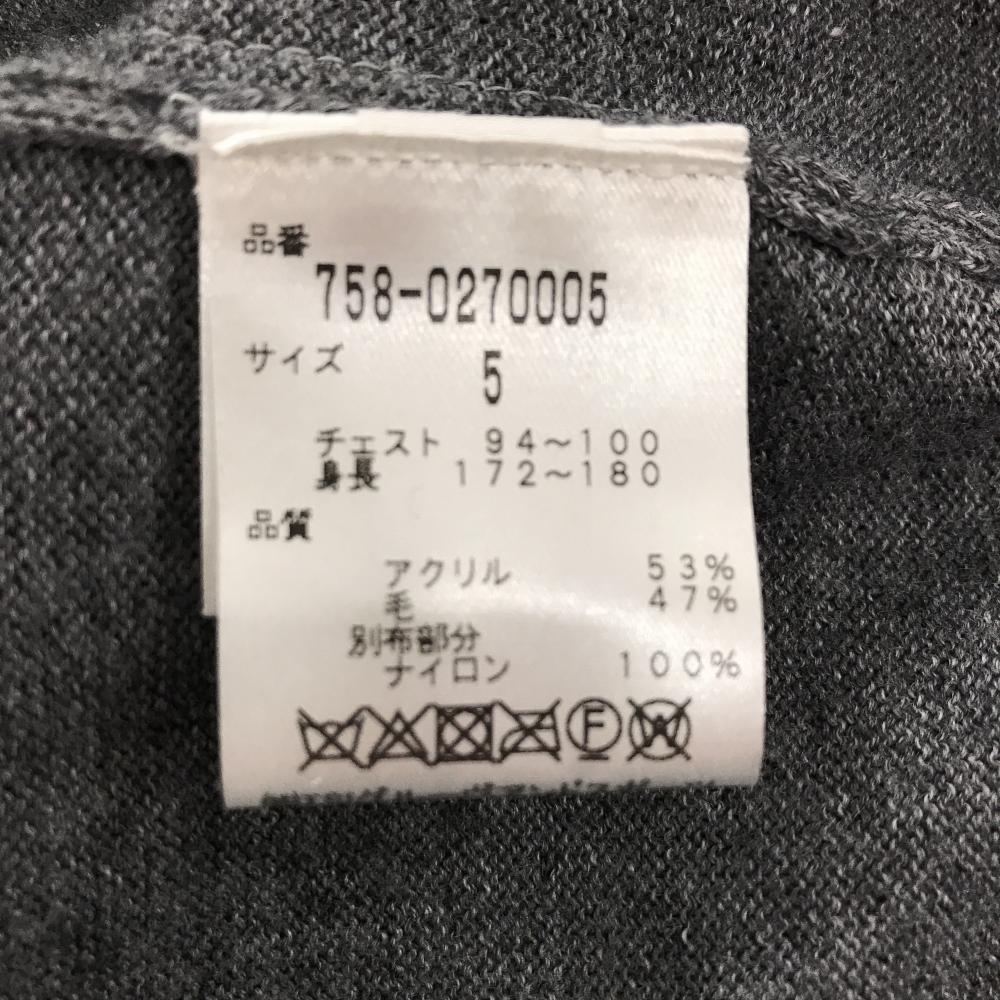 品番
758-0270005
サイズ 5
チェスト 94～100
身長 172～180
品質
アクリル 53%
毛 47%
別布部分
ナイロン 100%
F W